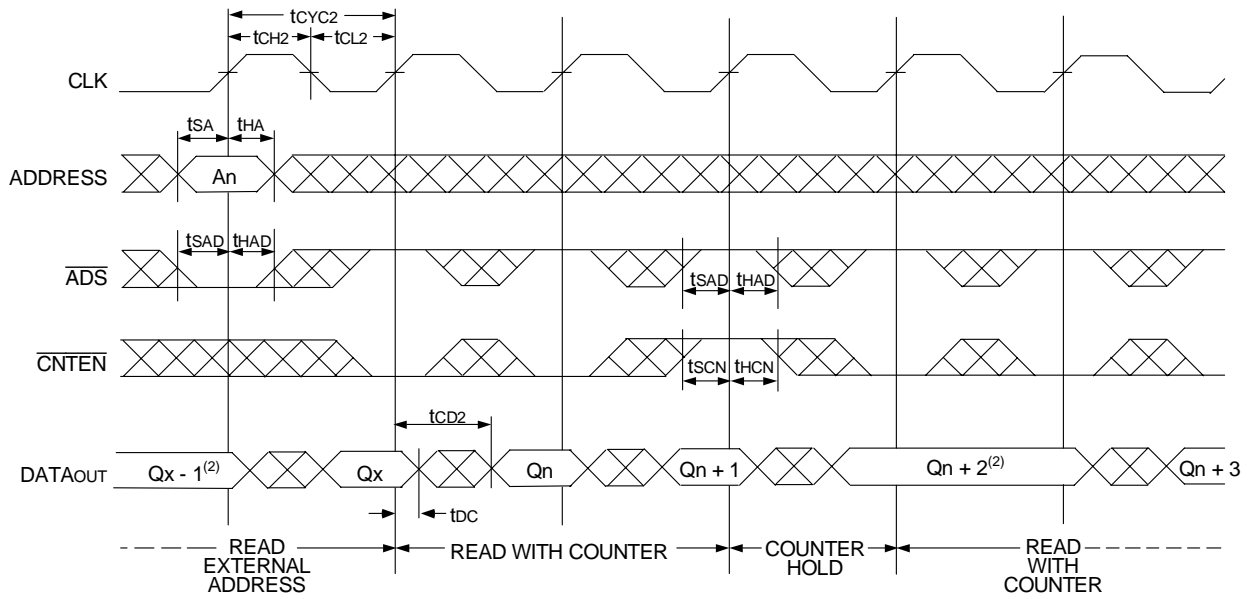 tCYC2
tCH2 tCL2
CLK
tSA tHA
ADDRESS An
tSAD tHAD
ADS
tSAD tHAD
CNTEN
tSCN tHCN
tCD2
DATAOUT Qx - 1(2) Qx Qn Qn + 1 Qn + 2(2) Qn + 3
tDC
READ EXTERNAL ADDRESS
READ WITH COUNTER
COUNTER HOLD
READ WITH COUNTER